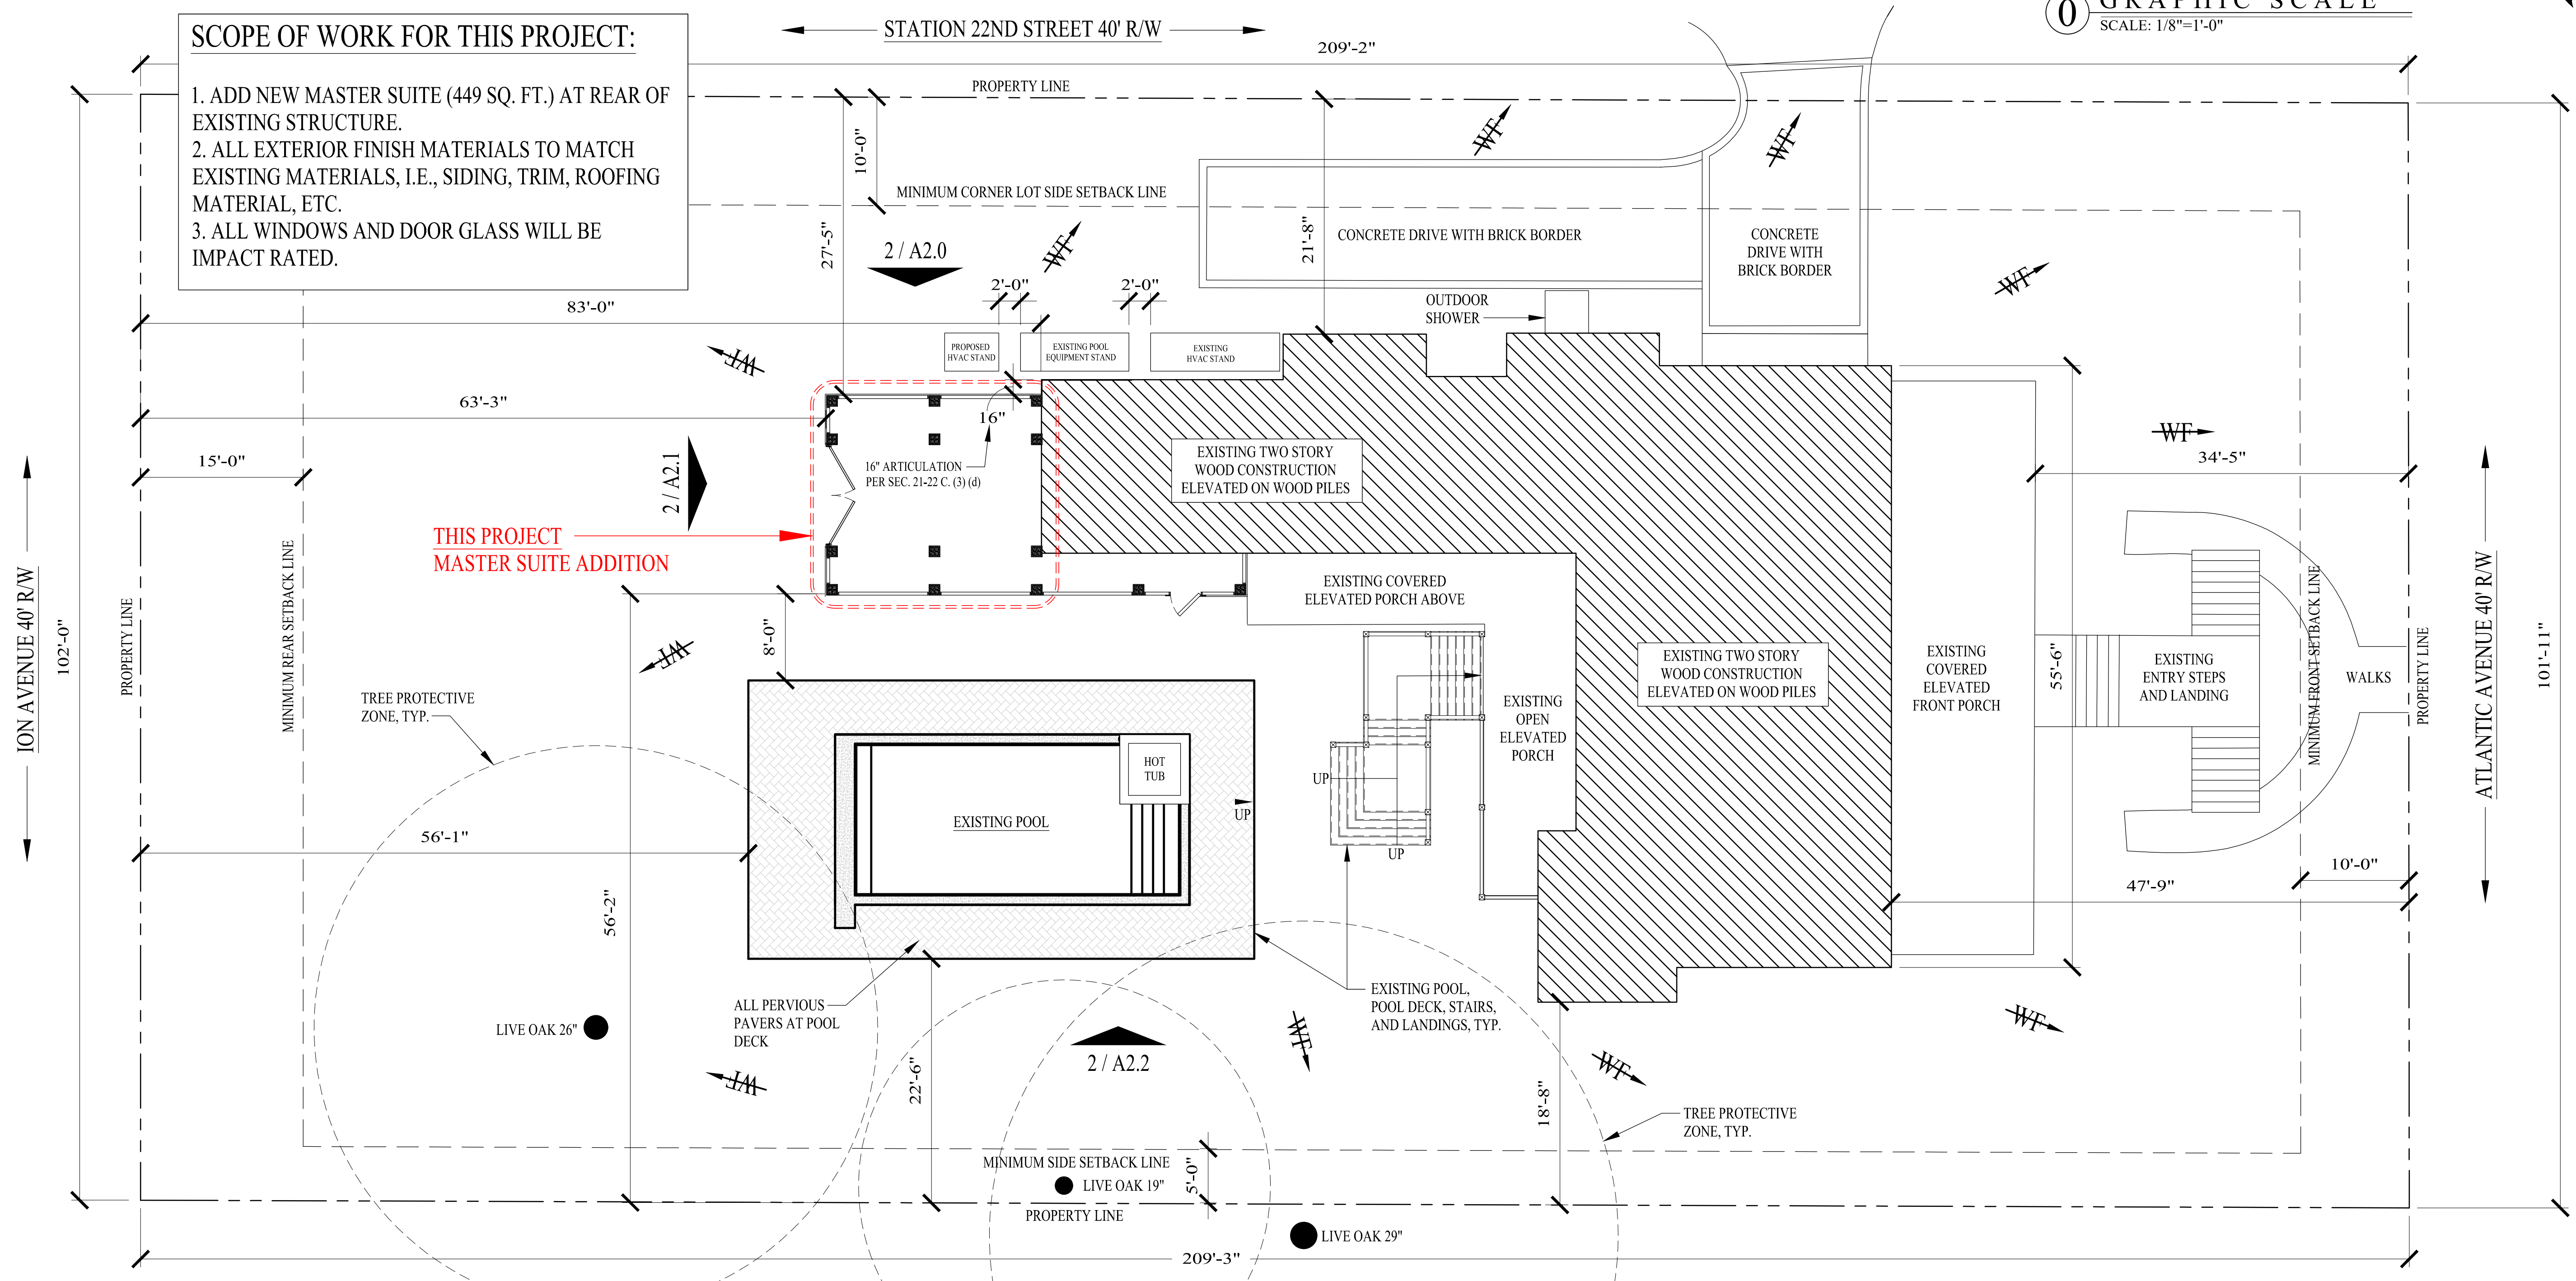 GRAPHIC SCALE
0
SCALE: 1/8"=1'-0"
STATION 22ND STREET 40' R/W
209'-2"
SCOPE OF WORK FOR THIS PROJECT:
1. ADD NEW MASTER SUITE (449 SQ. FT.) AT REAR OF
EXISTING STRUCTURE.
2. ALL EXTERIOR FINISH MATERIALS TO MATCH
EXISTING MATERIALS, I.E., SIDING, TRIM, ROOFING
MATERIAL, ETC.
3. ALL WINDOWS AND DOOR GLASS WILL BE
IMPACT RATED.
PROPERTY LINE
10'-0"
MINIMUM CORNER LOT SIDE SETBACK LINE
27'-5"
21'-8"
2 / A2.0
WF
WF
WF
WF
CONCRETE DRIVE WITH BRICK BORDER
CONCRETE
DRIVE WITH
BRICK BORDER
83'-0"
2'-0"
2'-0"
OUTDOOR
SHOWER
PROPOSED
HVAC STAND
EXISTING POOL
EQUIPMENT STAND
EXISTING
HVAC STAND
WF
63'-3"
16"
16" ARTICULATION
PER SEC. 21-22 C. (3) (d)
EXISTING TWO STORY
WOOD CONSTRUCTION
ELEVATED ON WOOD PILES
WF
34'-5"
15'-0"
2 / A2.1
THIS PROJECT
MASTER SUITE ADDITION
ION AVENUE 40' R/W
102'-0"
PROPERTY LINE
MINIMUM REAR SETBACK LINE
EXISTING COVERED
ELEVATED PORCH ABOVE
8'-0"
WF
EXISTING TWO STORY
WOOD CONSTRUCTION
ELEVATED ON WOOD PILES
EXISTING
COVERED
ELEVATED
FRONT PORCH
55'-6"
EXISTING
ENTRY STEPS
AND LANDING
MINIMUM FRONT SETBACK LINE
WALKS
PROPERTY LINE
ATLANTIC AVENUE 40' R/W
101'-11"
TREE PROTECTIVE
ZONE, TYP.
EXISTING
OPEN
ELEVATED
PORCH
HOT
TUB
UP
UP
UP
EXISTING POOL
56'-1"
56'-2"
10'-0"
47'-9"
ALL PERVIOUS
PAVERS AT POOL
DECK
EXISTING POOL,
POOL DECK, STAIRS,
AND LANDINGS, TYP.
LIVE OAK 26"
WF
22'-6"
2 / A2.2
WF
WF
WF
18'-8"
TREE PROTECTIVE
ZONE, TYP.
MINIMUM SIDE SETBACK LINE
5'-0"
LIVE OAK 19"
PROPERTY LINE
LIVE OAK 29"
209'-3"